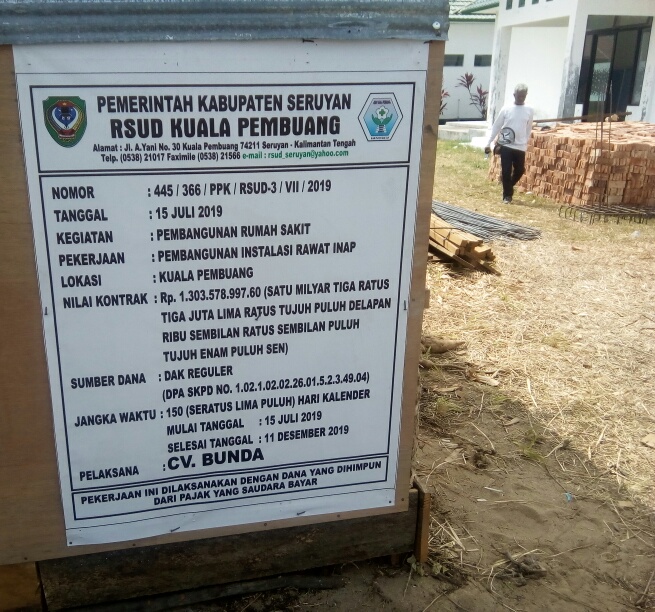 PEMERINTAH KABUPATEN SERUYAN
RSUD KUALA PEMBUANG
Alamat : Jl. A.Yani No. 30 Kuala Pembuang 74211 Seruyan - Kalimantan Tengah
Telp. (0538) 21017 Faximile (0538) 21566 e-mail : rsud_seruyan@yahoo.com
NOMOR : 445 / 366 / PPK / RSUD-3 / VII / 2019
TANGGAL : 15 JULI 2019
KEGIATAN : PEMBANGUNAN RUMAH SAKIT
PEKERJAAN : PEMBANGUNAN INSTALASI RAWAT INAP
LOKASI : KUALA PEMBUANG
NILAI KONTRAK : Rp. 1.303.578.997.60 (SATU MILYAR TIGA RATUS
TIGA JUTA LIMA RATUS TUJUH PULUH DELAPAN
RIBU SEMBILAN RATUS SEMBILAN PULUH
TUJUH ENAM PULUH SEN)
SUMBER DANA : DAK REGULER
(DPA SKPD NO. 1.02.1.02.02.26.01.5.2.3.49.04)
JANGKA WAKTU : 150 (SERATUS LIMA PULUH) HARI KALENDER
MULAI TANGGAL : 15 JULI 2019
SELESAI TANGGAL : 11 DESEMBER 2019
PELAKSANA : CV. BUNDA
PEKERJAAN INI DILAKSANAKAN DENGAN DANA YANG DIHIMPUN
DARI PAJAK YANG SAUDARA BAYAR